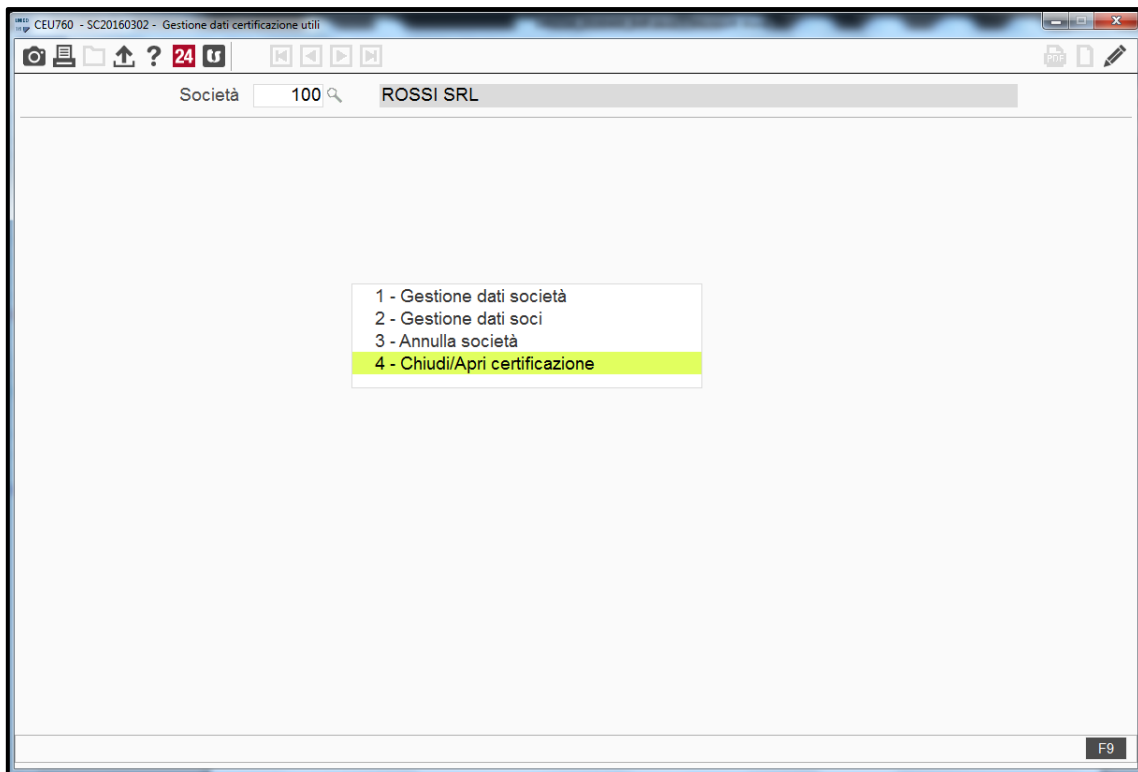 CEU760 - SC20160302 - Gestione dati certificazione utili
? 24
PDF
Società 100 ROSSI SRL
1 - Gestione dati società
2 - Gestione dati soci
3 - Annulla società
4 - Chiudi/Apri certificazione
F9